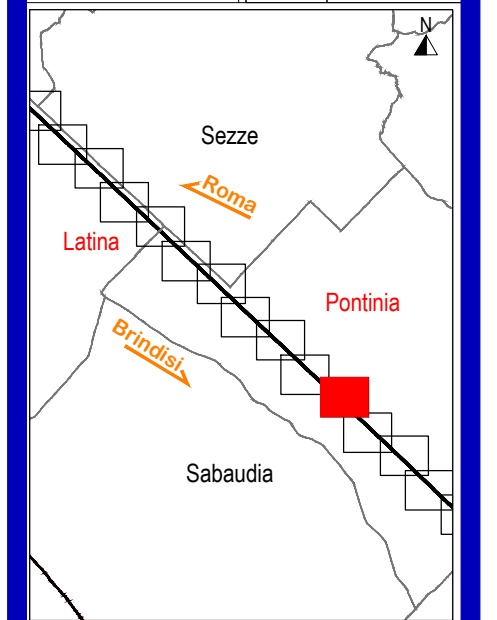 N
Sezze
Roma
Latina
Pontinia
Brindisi
Sabaudia